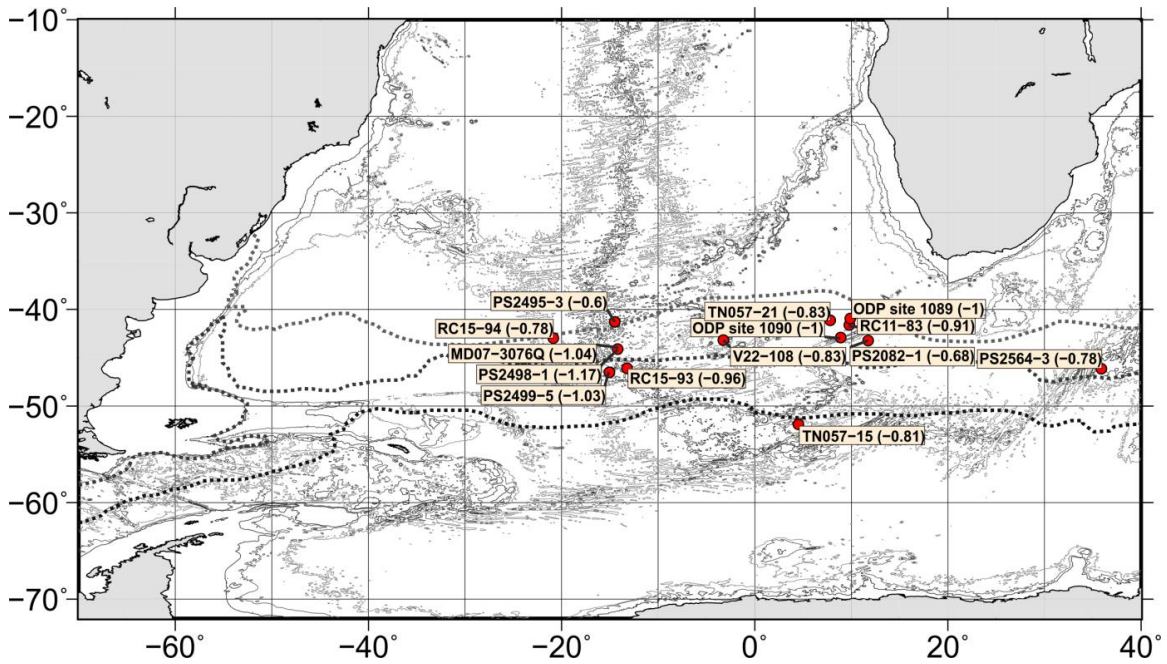 −10°
−20°
−30°
−40°
−50°
−60°
−70°
PS2495−3 (−0.6)
RC15−94 (−0.78)
MD07−3076Q (−1.04)
PS2498−1 (−1.17)
PS2499−5 (−1.03)
RC15−93 (−0.96)
TN057−21 (−0.83)
ODP site 1089 (−1)
ODP site 1090 (−1)
RC11−83 (−0.91)
V22−108 (−0.83)
PS2082−1 (−0.68)
PS2564−3 (−0.78)
TN057−15 (−0.81)
−60°
−40°
−20°
0°
20°
40°